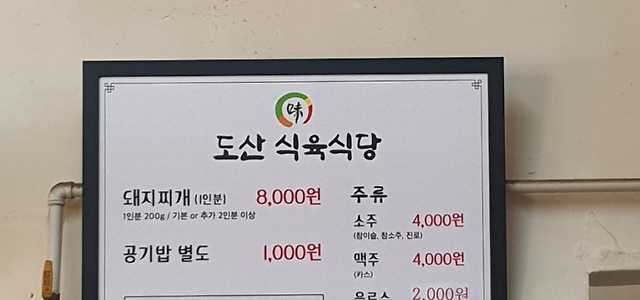 味
도산 식육식당
돼지찌개 (1인분) 8,000원
1인분 200g / 기본 or 추가 2인분 이상
공기밥 별도 1,000원
주류
소주 4,000원
(참이슬, 참소주, 진로)
맥주 4,000원
(카스)
음료수 2,000원